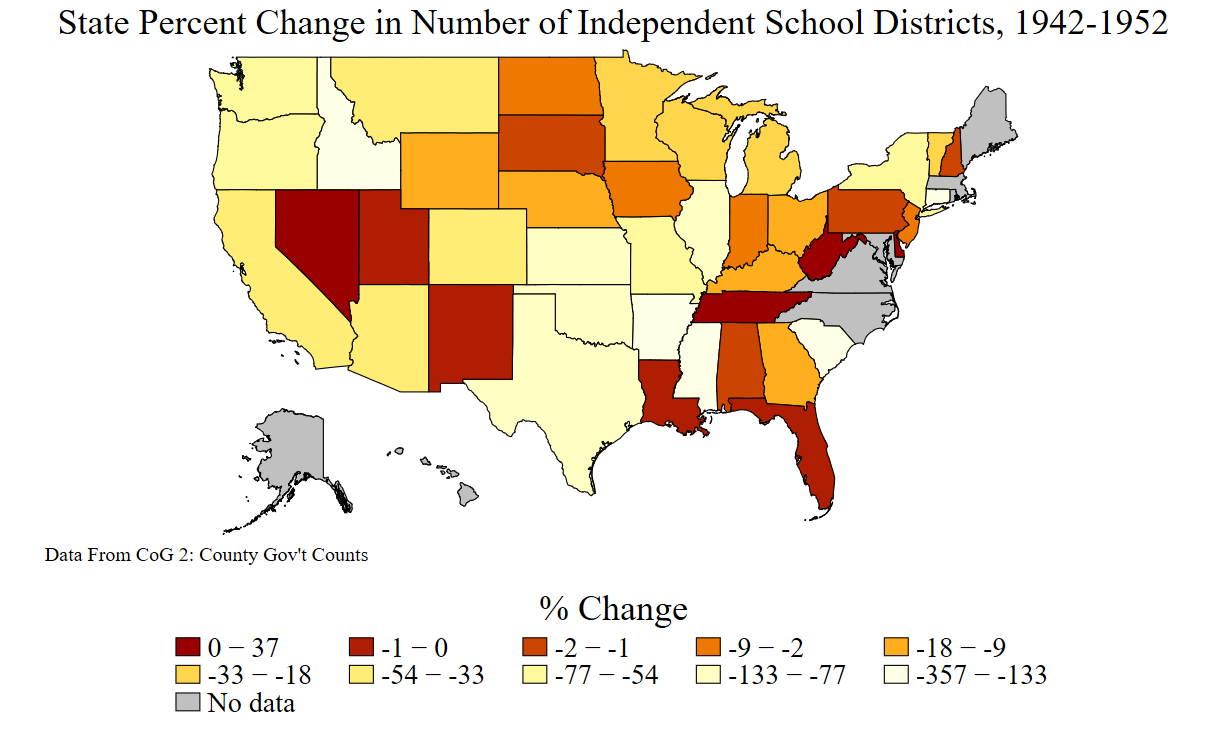 State Percent Change in Number of Independent School Districts, 1942-1952
Data From CoG 2: County Gov't Counts
% Change
0 − 37 -1 − 0 -2 − -1 -9 − -2 -18 − -9
-33 − -18 -54 − -33 -77 − -54 -133 − -77 -357 − -133
No data